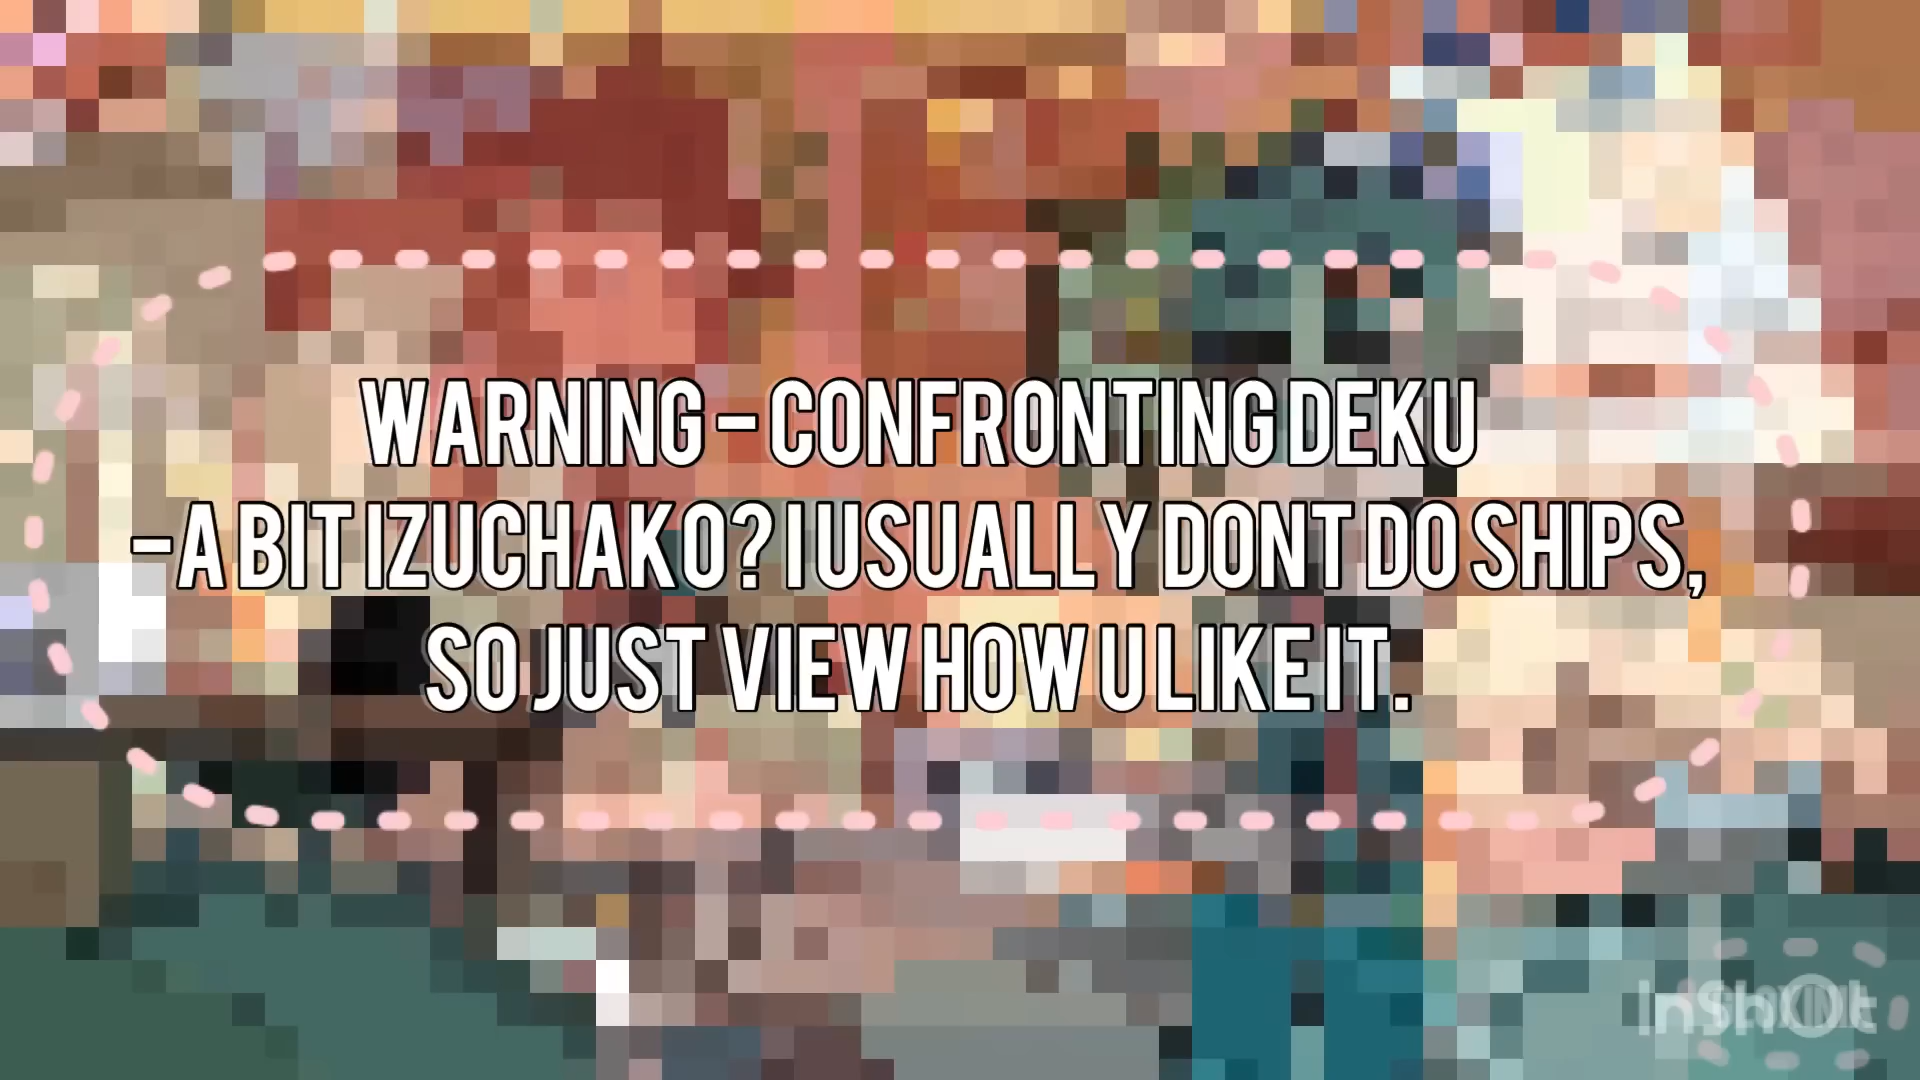 WARNING - CONFRONTING DEKU
-A BIT IZUCHAKO? I USUALLY DONT DO SHIPS,
SO JUST VIEW HOW U LIKE IT.
InShOt